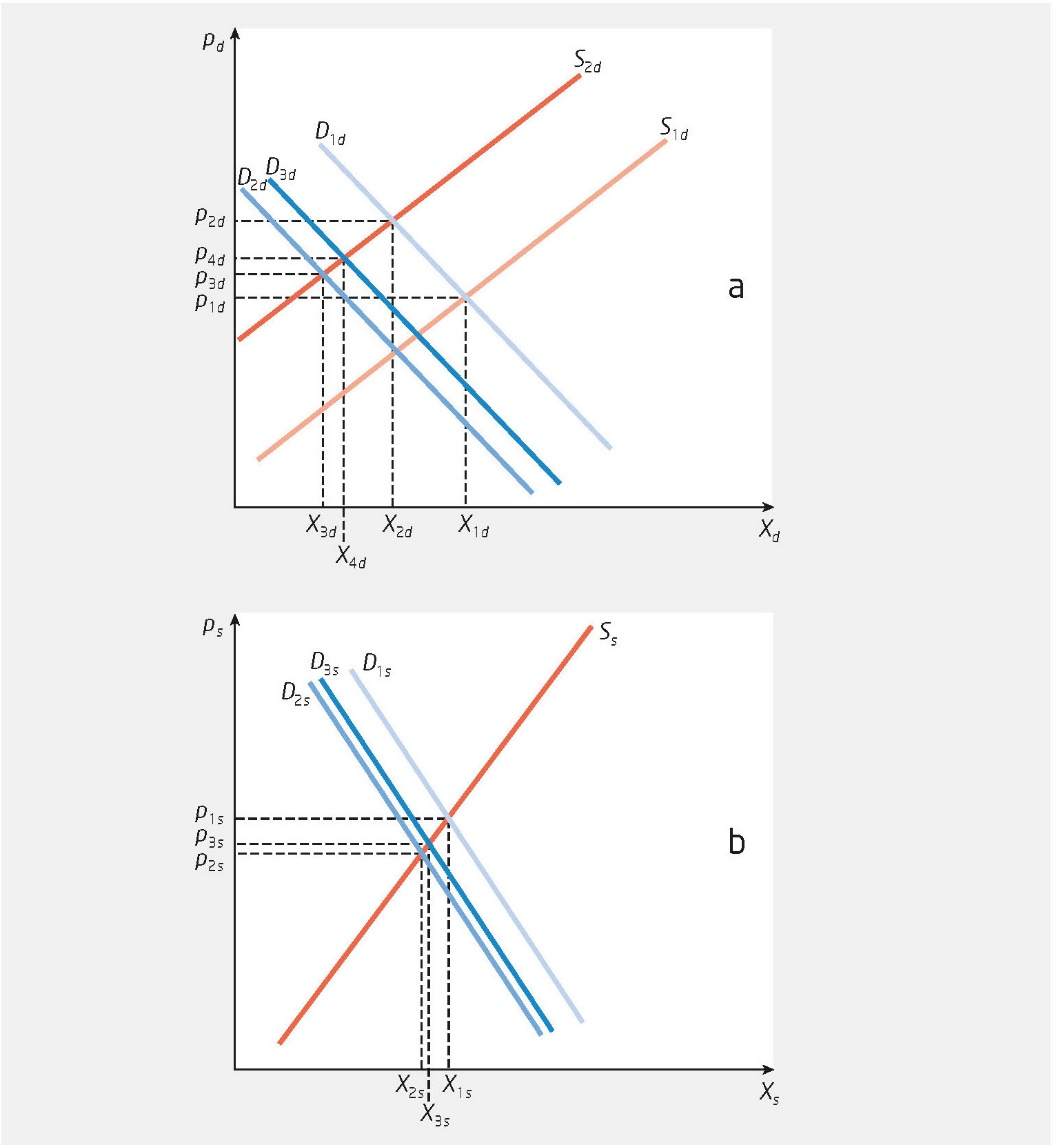 p_d
S_2d
D_1d
S_1d
D_2d D_3d
p_2d
p_4d
p_3d
p_1d
a
X_3d X_2d X_1d X_d
X_4d
p_s
S_s
D_3s D_1s
D_2s
p_1s
p_3s
p_2s
b
X_2s X_1s X_s
X_3s